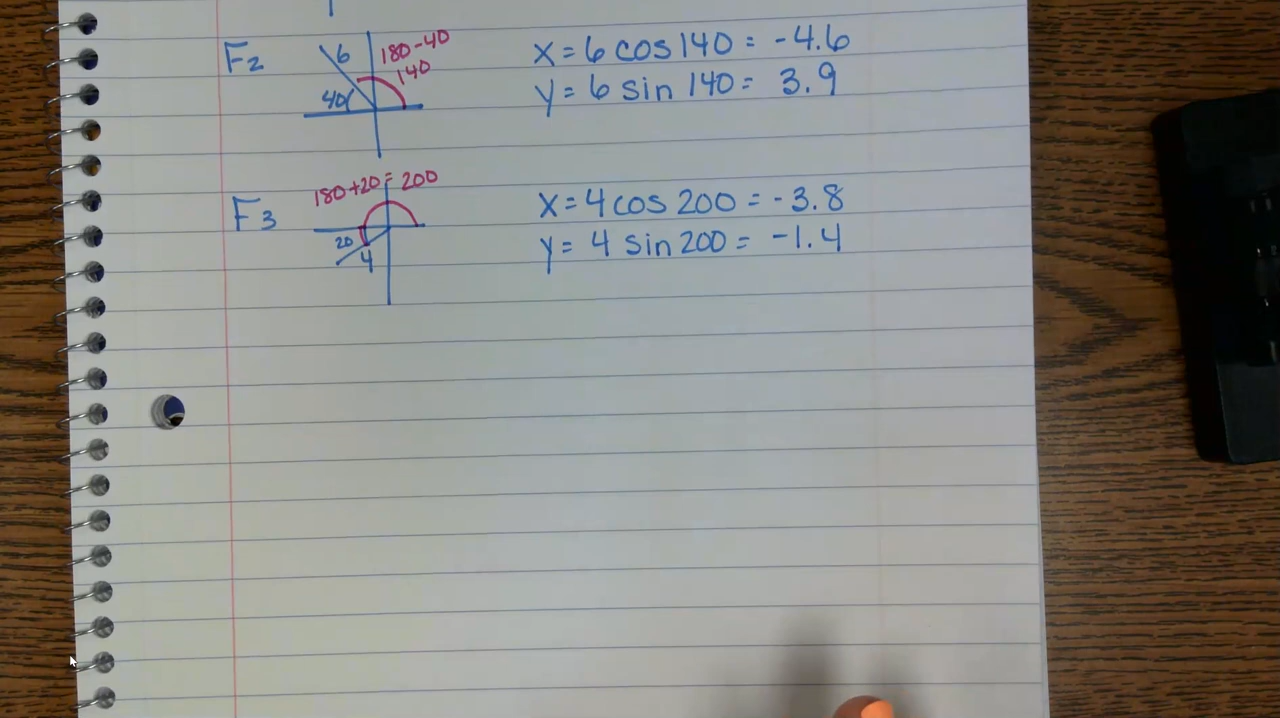 F2
6
180-40
140
40
x = 6 cos 140 = -4.6
y = 6 sin 140 = 3.9
180+20 = 200
F3
20
4
x = 4 cos 200 = -3.8
y = 4 sin 200 = -1.4